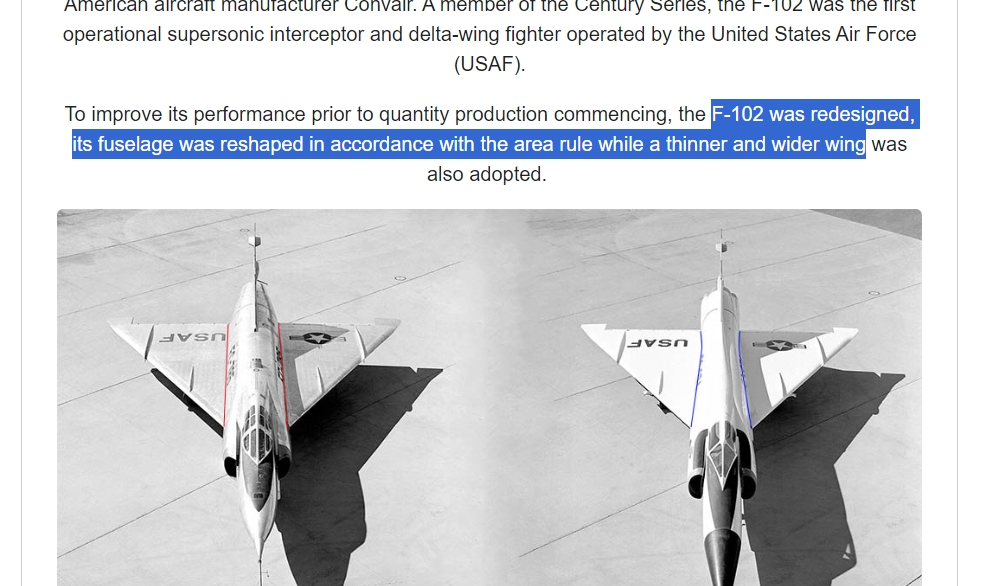 American aircraft manufacturer Convair. A member of the Century Series, the F-102 was the first
operational supersonic interceptor and delta-wing fighter operated by the United States Air Force
(USAF).
To improve its performance prior to quantity production commencing, the F-102 was redesigned,
its fuselage was reshaped in accordance with the area rule while a thinner and wider wing was
also adopted.
USAF
USAF